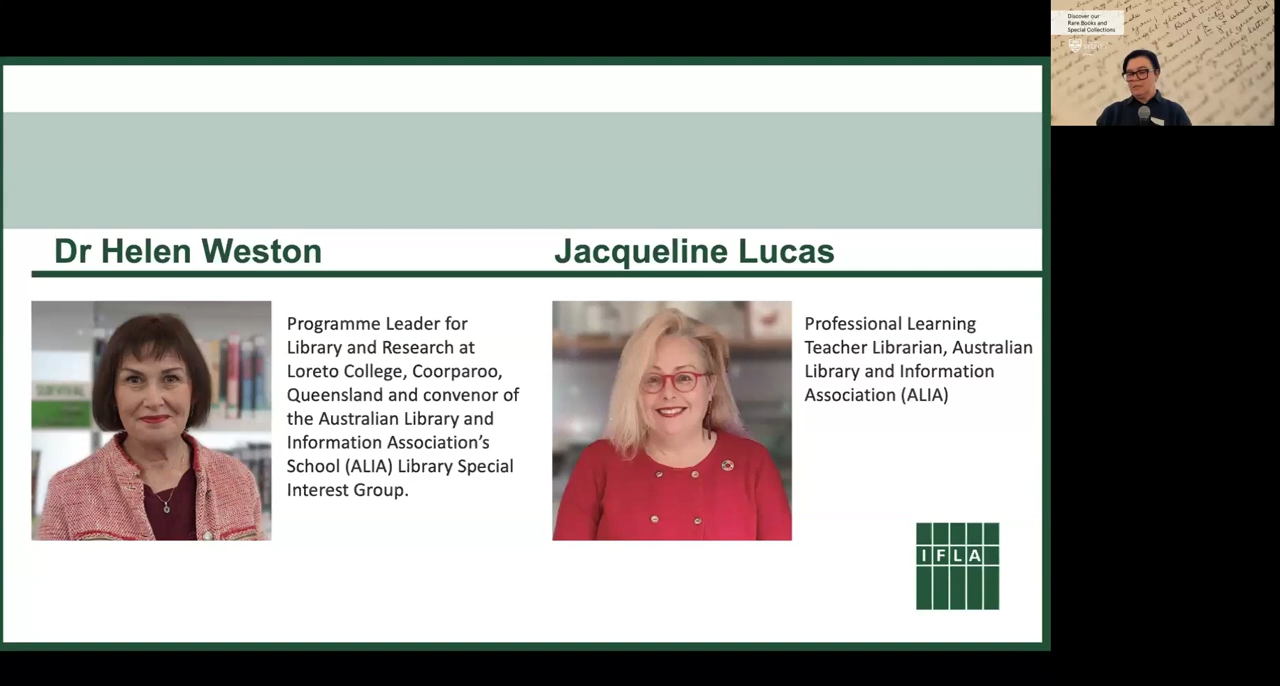 Dr Helen Weston
Programme Leader for
Library and Research at
Loreto College, Coorparoo,
Queensland and convenor of
the Australian Library and
Information Association’s
School (ALIA) Library Special
Interest Group.
SURVIVAL
Jacqueline Lucas
Professional Learning
Teacher Librarian, Australian
Library and Information
Association (ALIA)
IFLA
Discover our
Rare Books and
Special Collections